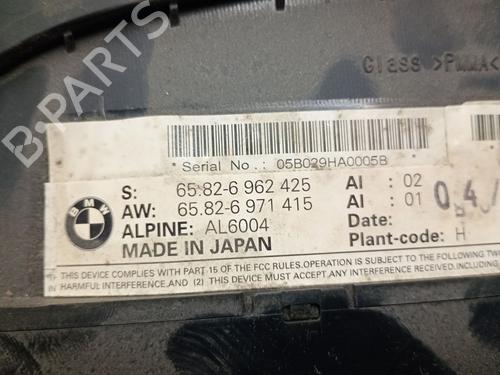 B-PARTS
Glass >PMMA<
* Serial No.: 05B029HA0005B *
S: 65.82-6 962 425 AI : 02
AW: 65.82-6 971 415 AI : 01
ALPINE: AL6004 Date:
MADE IN JAPAN Plant-code: H
04/
BMW
THIS DEVICE COMPLIES WITH PART 15 OF THE FCC RULES.OPERATION IS SUBJECT TO THE FOLLOWING
HARMFUL INTERFERENCE, AND (2) THIS DEVICE MUST ACCEPT ANY INTERFERENCE